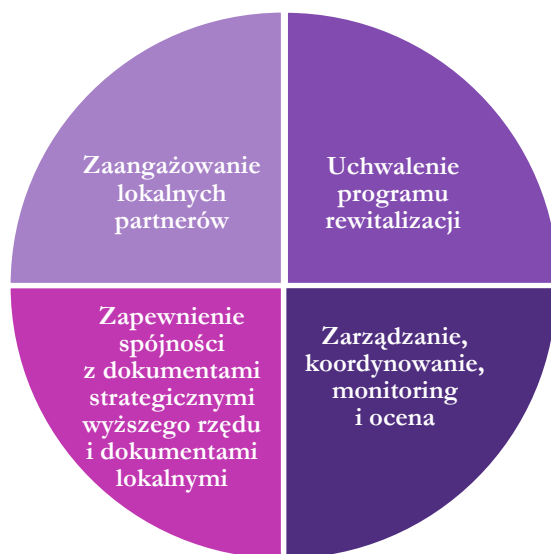 Zaangażowanie
lokalnych
partnerów
Uchwalenie
programu
rewitalizacji
Zapewnienie
spójności
z dokumentami
strategicznymi
wyższego rzędu
i dokumentami
lokalnymi
Zarządzanie,
koordynowanie,
monitoring
i ocena